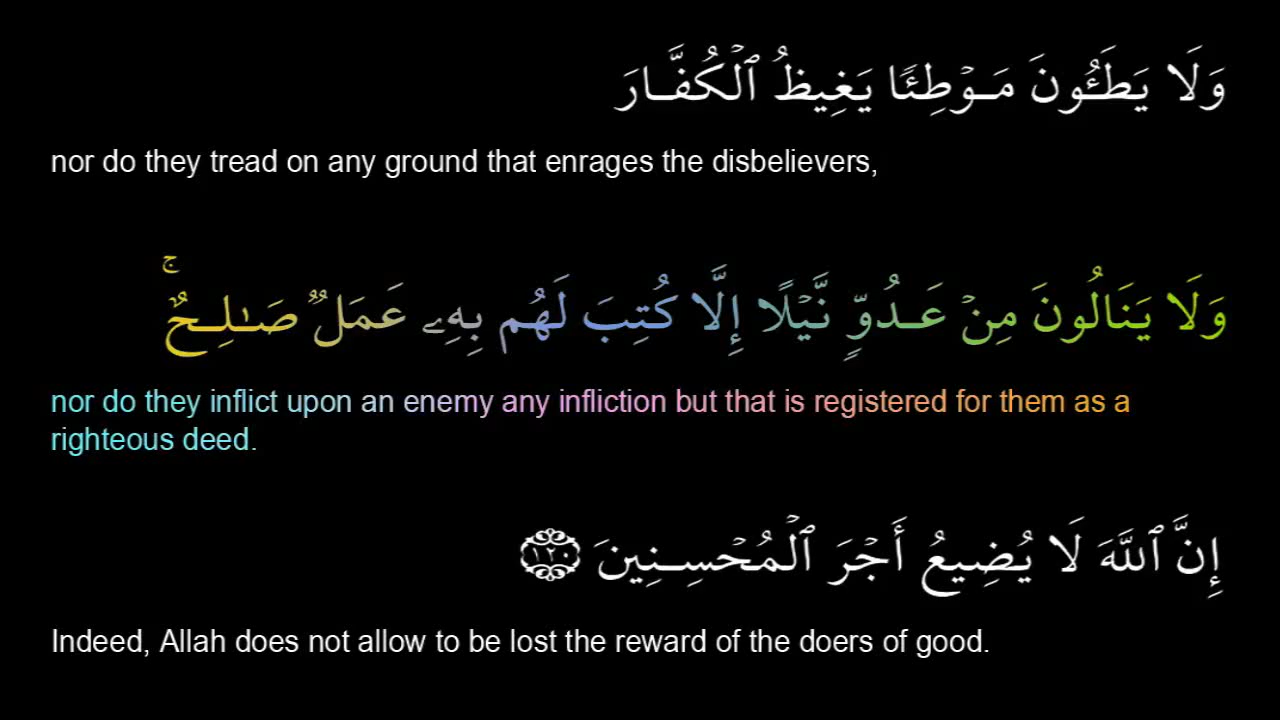 وَلَا يَطَـُٔونَ مَوۡطِئًا يَغِيظُ ٱلۡكُفَّارَ
nor do they tread on any ground that enrages the disbelievers,
وَلَا يَنَالُونَ مِنۡ عَدُوّٖ نَّيۡلًا إِلَّا كُتِبَ لَهُم بِهِۦ عَمَلٞ صَٰلِحٌۚ
nor do they inflict upon an enemy any infliction but that is registered for them as a
righteous deed.
إِنَّ ٱللَّهَ لَا يُضِيعُ أَجۡرَ ٱلۡمُحۡسِنِينَ ١٢٠
Indeed, Allah does not allow to be lost the reward of the doers of good.